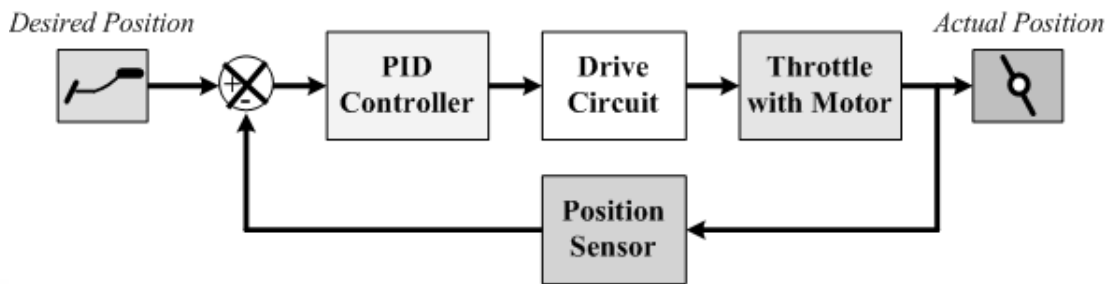 Desired Position
Actual Position
+
-
PID
Controller
Drive
Circuit
Throttle
with Motor
Position
Sensor